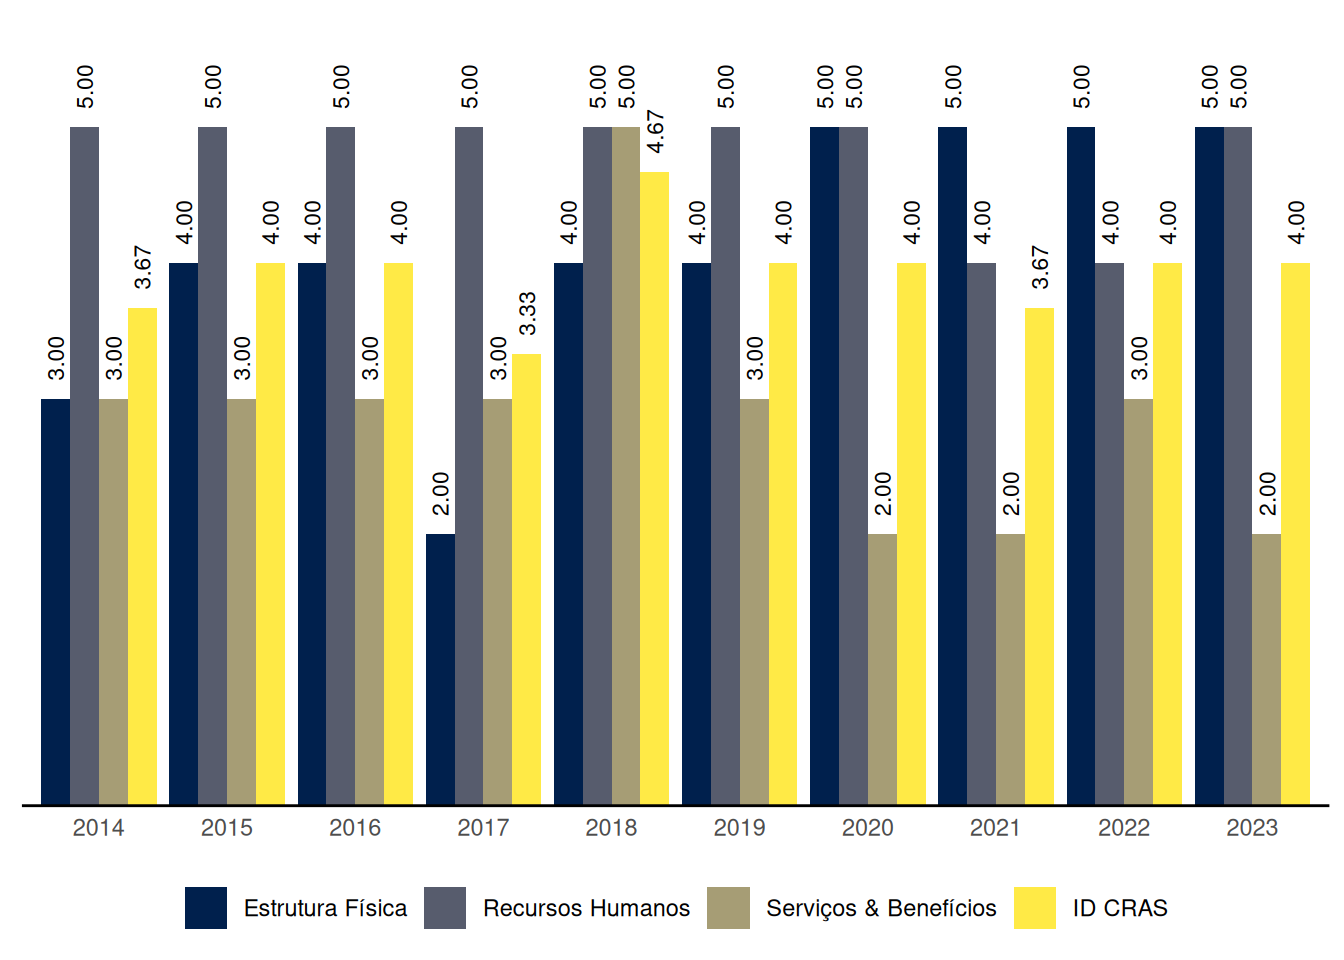 3.00 5.00 3.00 3.67 4.00 5.00 3.00 4.00 4.00 5.00 3.00 4.00 2.00 5.00 3.00 3.33 4.00 5.00 5.00 4.67 4.00 5.00 3.00 4.00 5.00 5.00 2.00 4.00 5.00 4.00 2.00 3.67 5.00 4.00 3.00 4.00 5.00 5.00 2.00 4.00
2014 2015 2016 2017 2018 2019 2020 2021 2022 2023
Estrutura Física Recursos Humanos Serviços & Benefícios ID CRAS